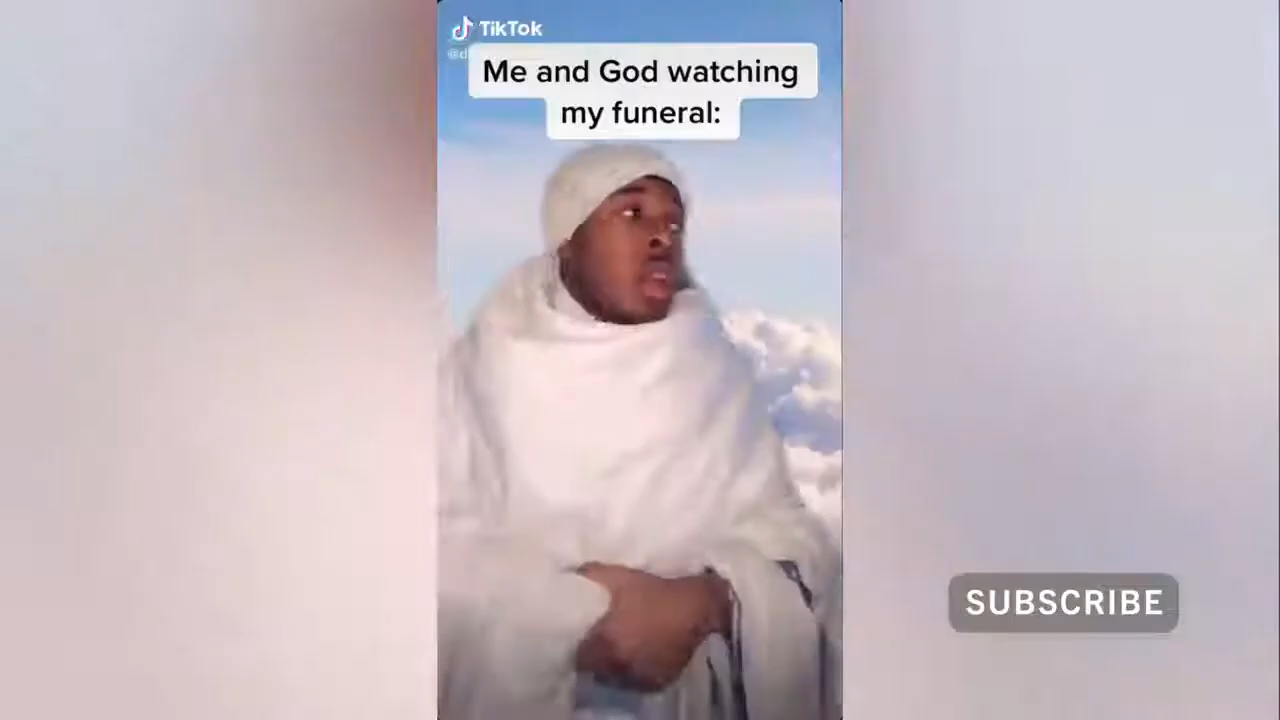 TikTok
@d
Me and God watching
my funeral:
SUBSCRIBE